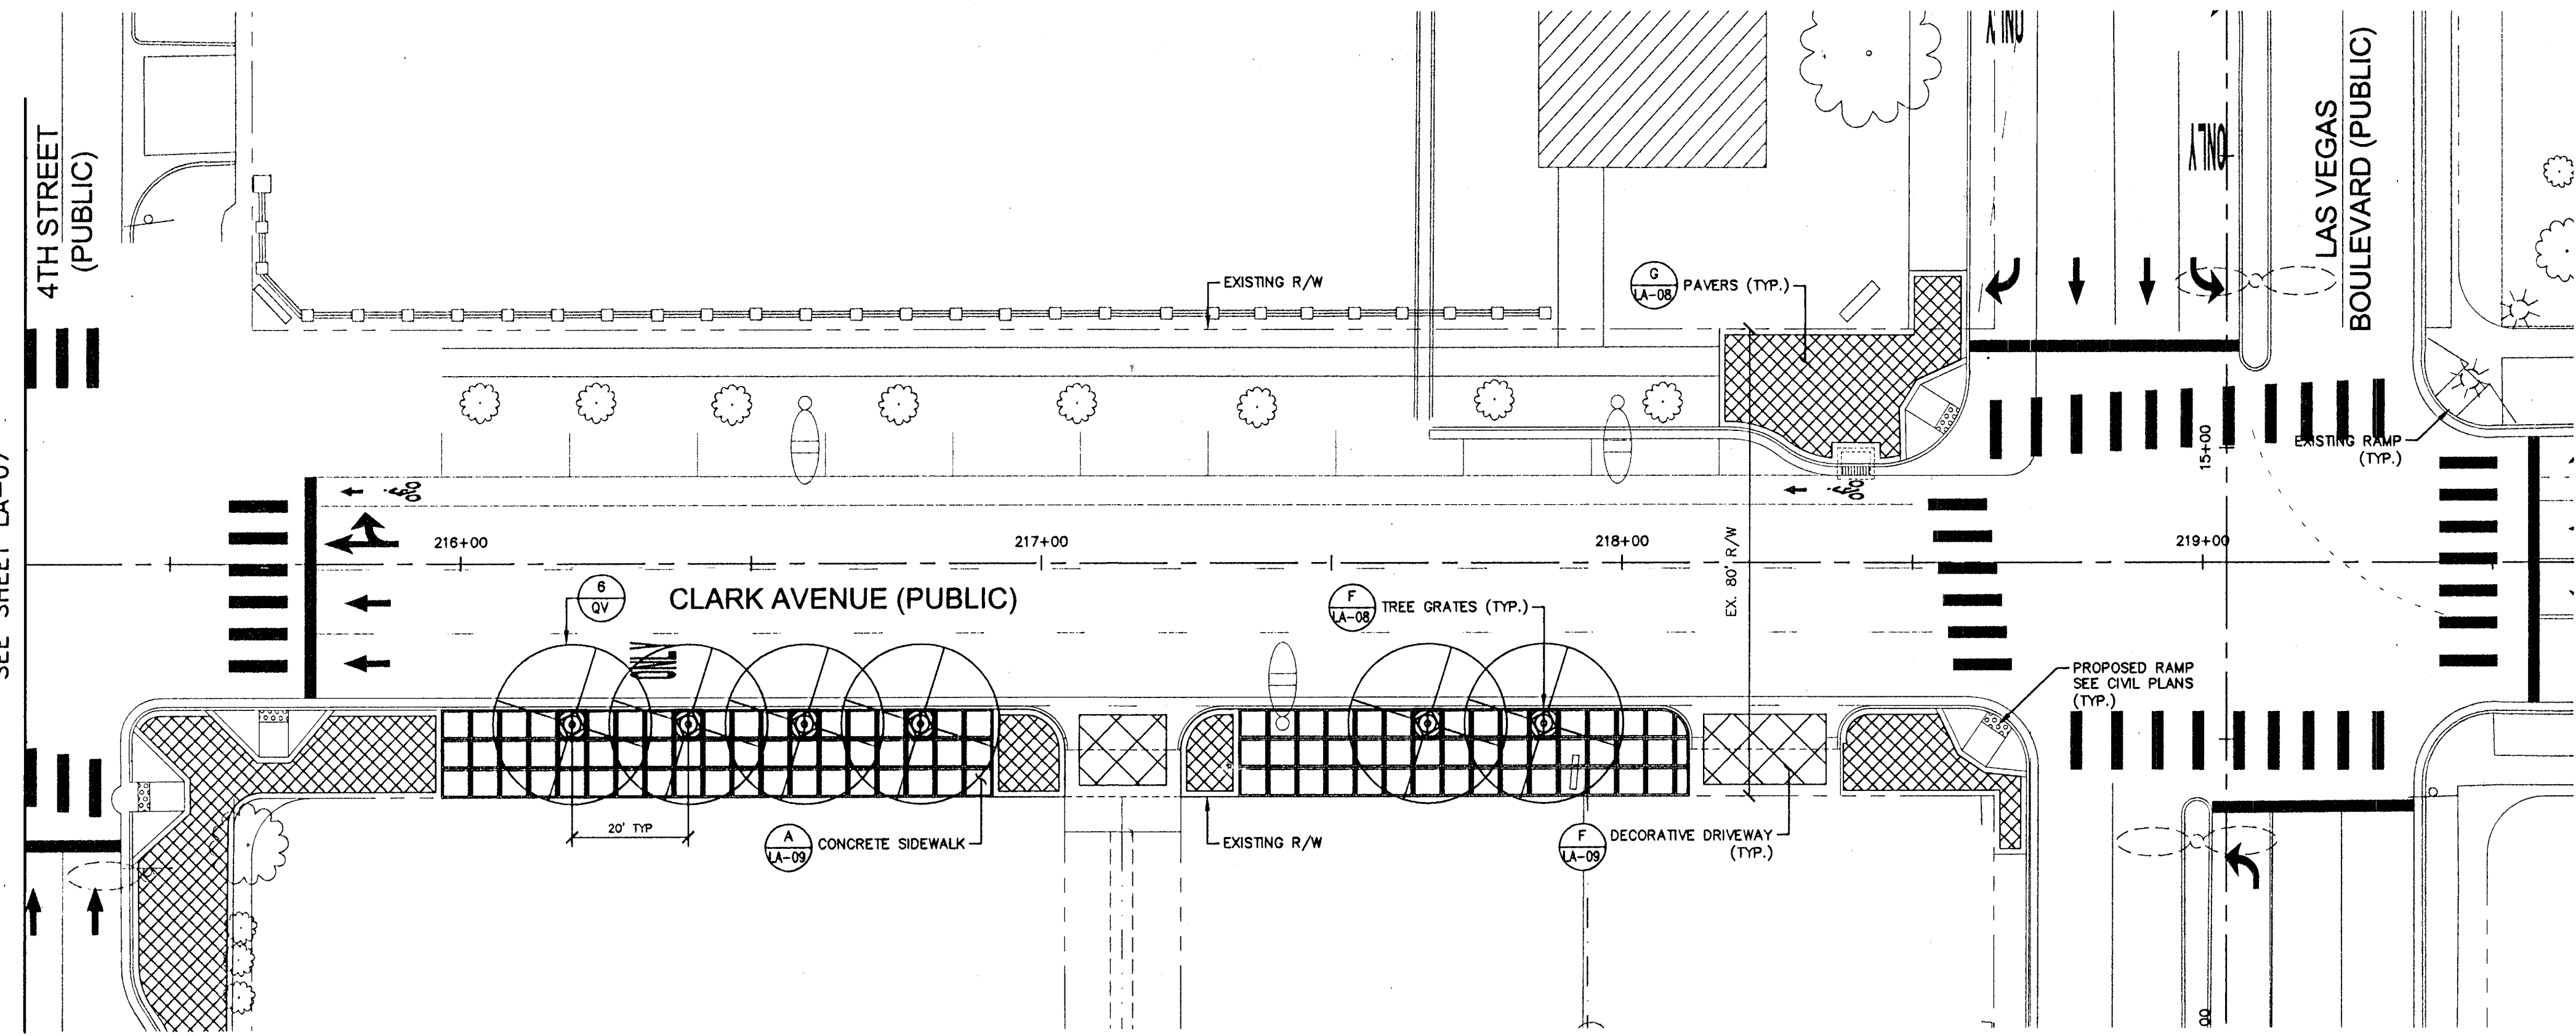 4TH STREET
(PUBLIC)
ONLY
ONLY
LAS VEGAS
BOULEVARD (PUBLIC)
EXISTING R/W
G
LA-08
PAVERS (TYP.)
EXISTING RAMP
(TYP.)
15+00
216+00
217+00
218+00
219+00
EX. 80' R/W
6
QV
CLARK AVENUE (PUBLIC)
F
LA-08
TREE GRATES (TYP.)
ONLY
PROPOSED RAMP
SEE CIVIL PLANS
(TYP.)
20' TYP
A
LA-09
CONCRETE SIDEWALK
EXISTING R/W
F
LA-09
DECORATIVE DRIVEWAY
(TYP.)
SEE SHEET LA-07
00